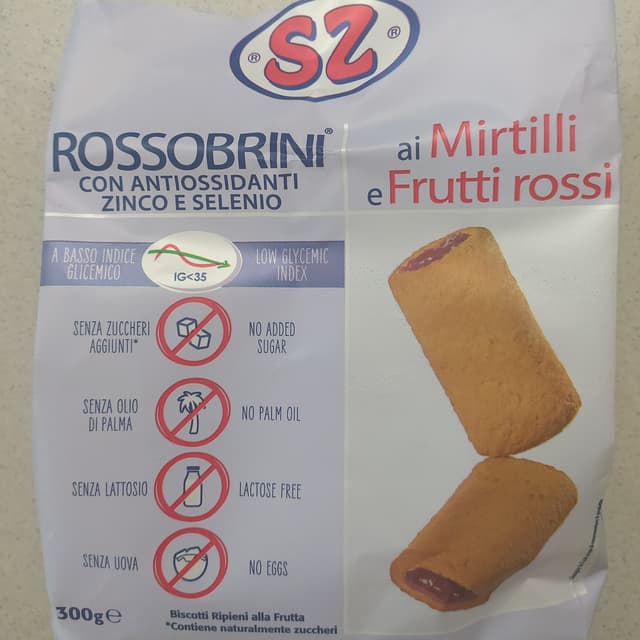 ® SZ ®
ROSSOBRINI®
CON ANTIOSSIDANTI
ZINCO E SELENIO
ai Mirtilli
e Frutti rossi
A BASSO INDICE
GLICEMICO
IG<35
LOW GLYCEMIC
INDEX
SENZA ZUCCHERI
AGGIUNTI*
NO ADDED
SUGAR
SENZA OLIO
DI PALMA
NO PALM OIL
SENZA LATTOSIO
LACTOSE FREE
SENZA UOVA
NO EGGS
300g℮
Biscotti Ripieni alla Frutta
*Contiene naturalmente zuccheri